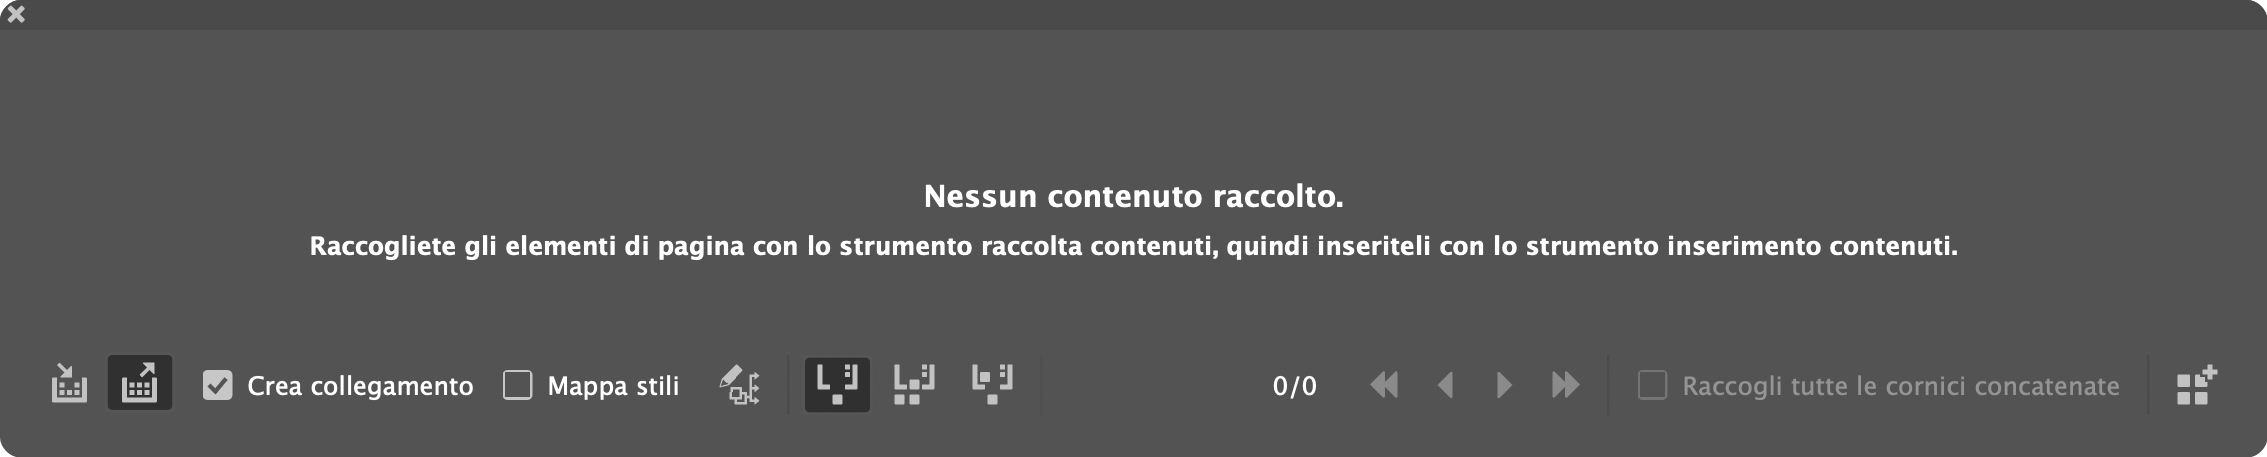 Nessun contenuto raccolto.
Raccogliete gli elementi di pagina con lo strumento raccolta contenuti, quindi inseriteli con lo strumento inserimento contenuti.
Crea collegamento Mappa stili 0/0 Raccogli tutte le cornici concatenate